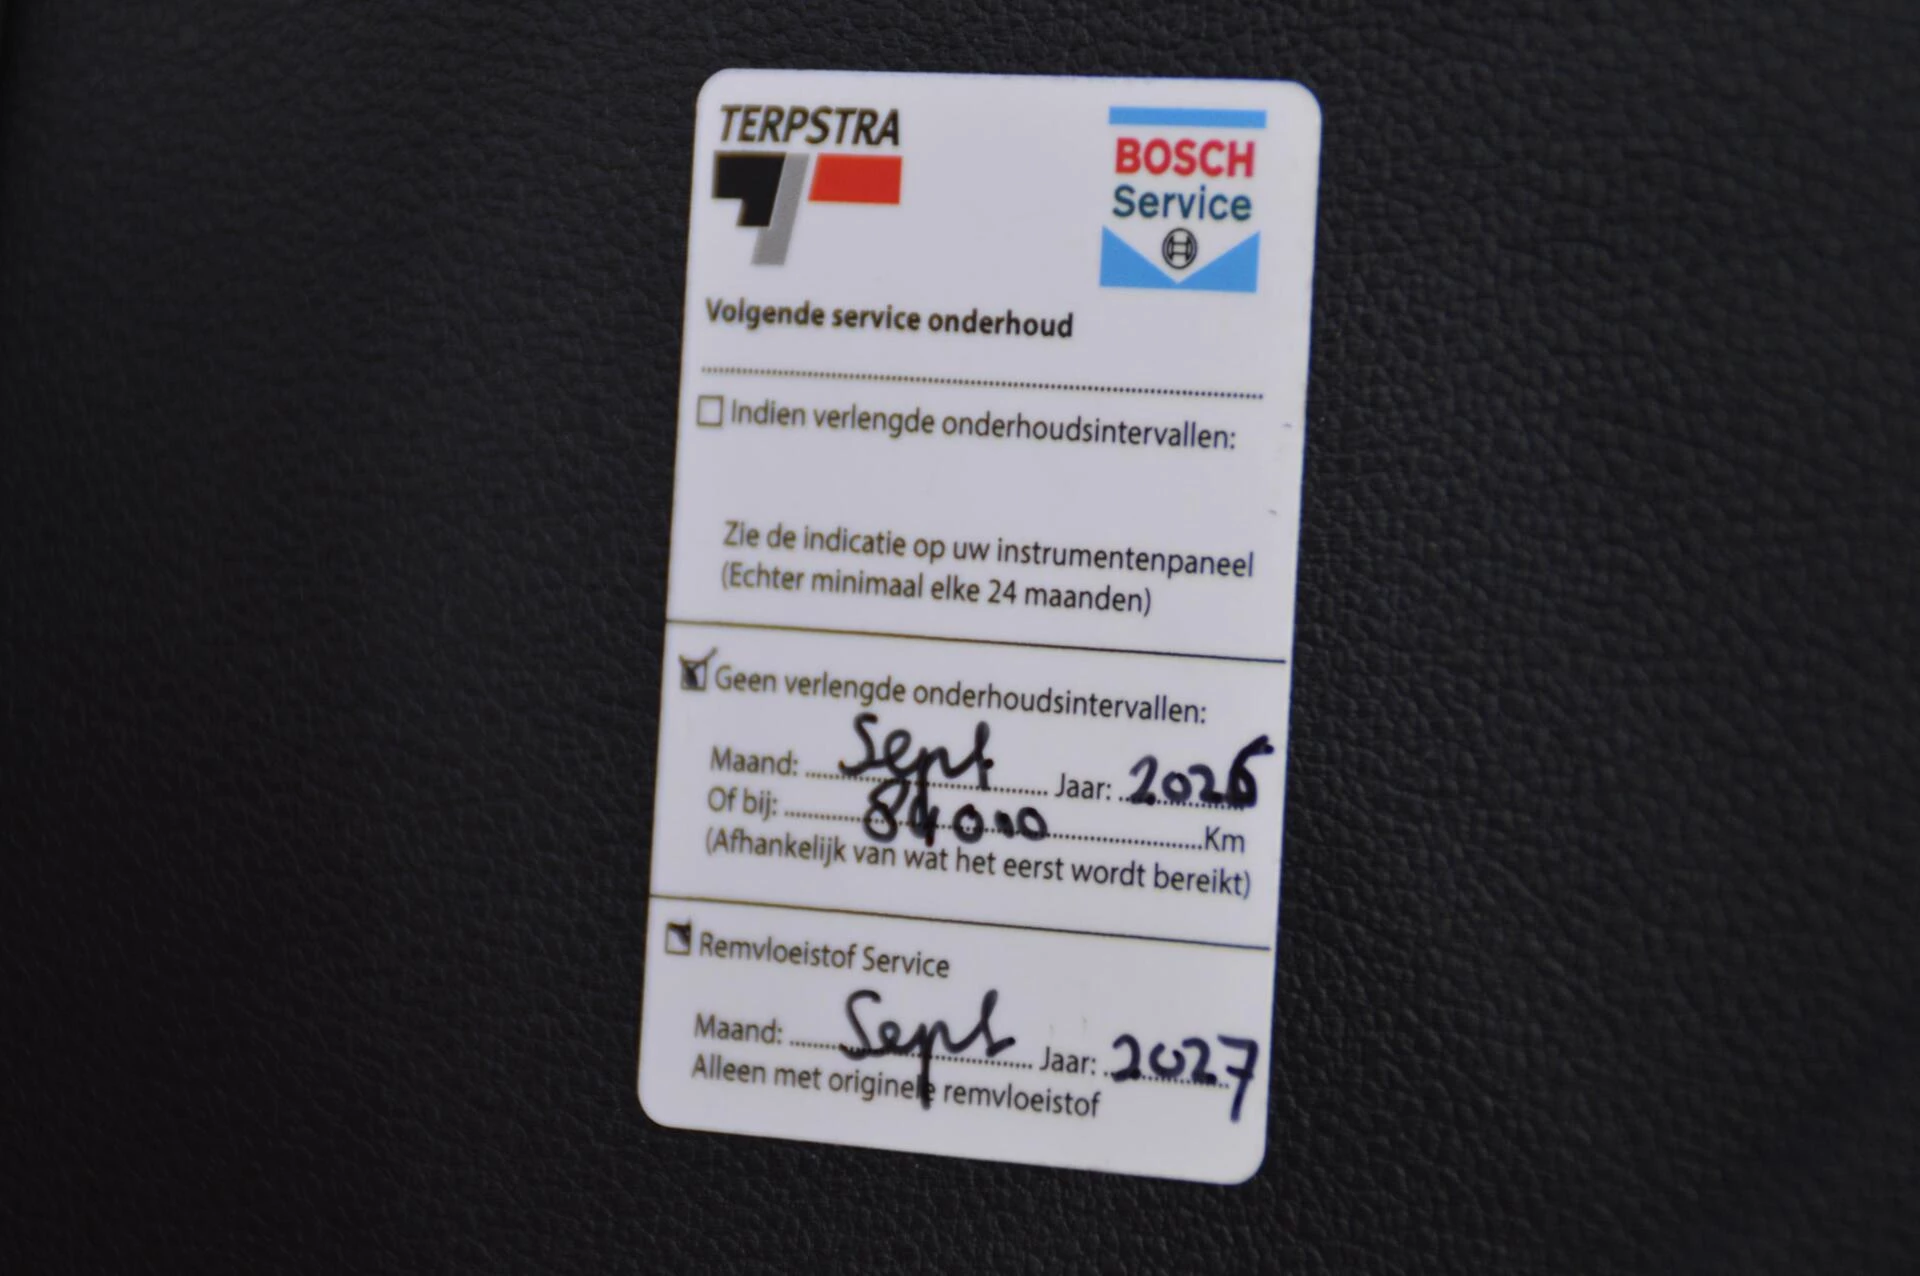 TERPSTRA
BOSCH
Service
Volgende service onderhoud
Indien verlengde onderhoudsintervallen:
Zie de indicatie op uw instrumentenpaneel
(Echter minimaal elke 24 maanden)
Geen verlengde onderhoudsintervallen:
Maand: Sept Jaar: 2026
Of bij: 84000 Km
(Afhankelijk van wat het eerst wordt bereikt)
Remvloeistof Service
Maand: Sept Jaar: 2027
Alleen met originele remvloeistof